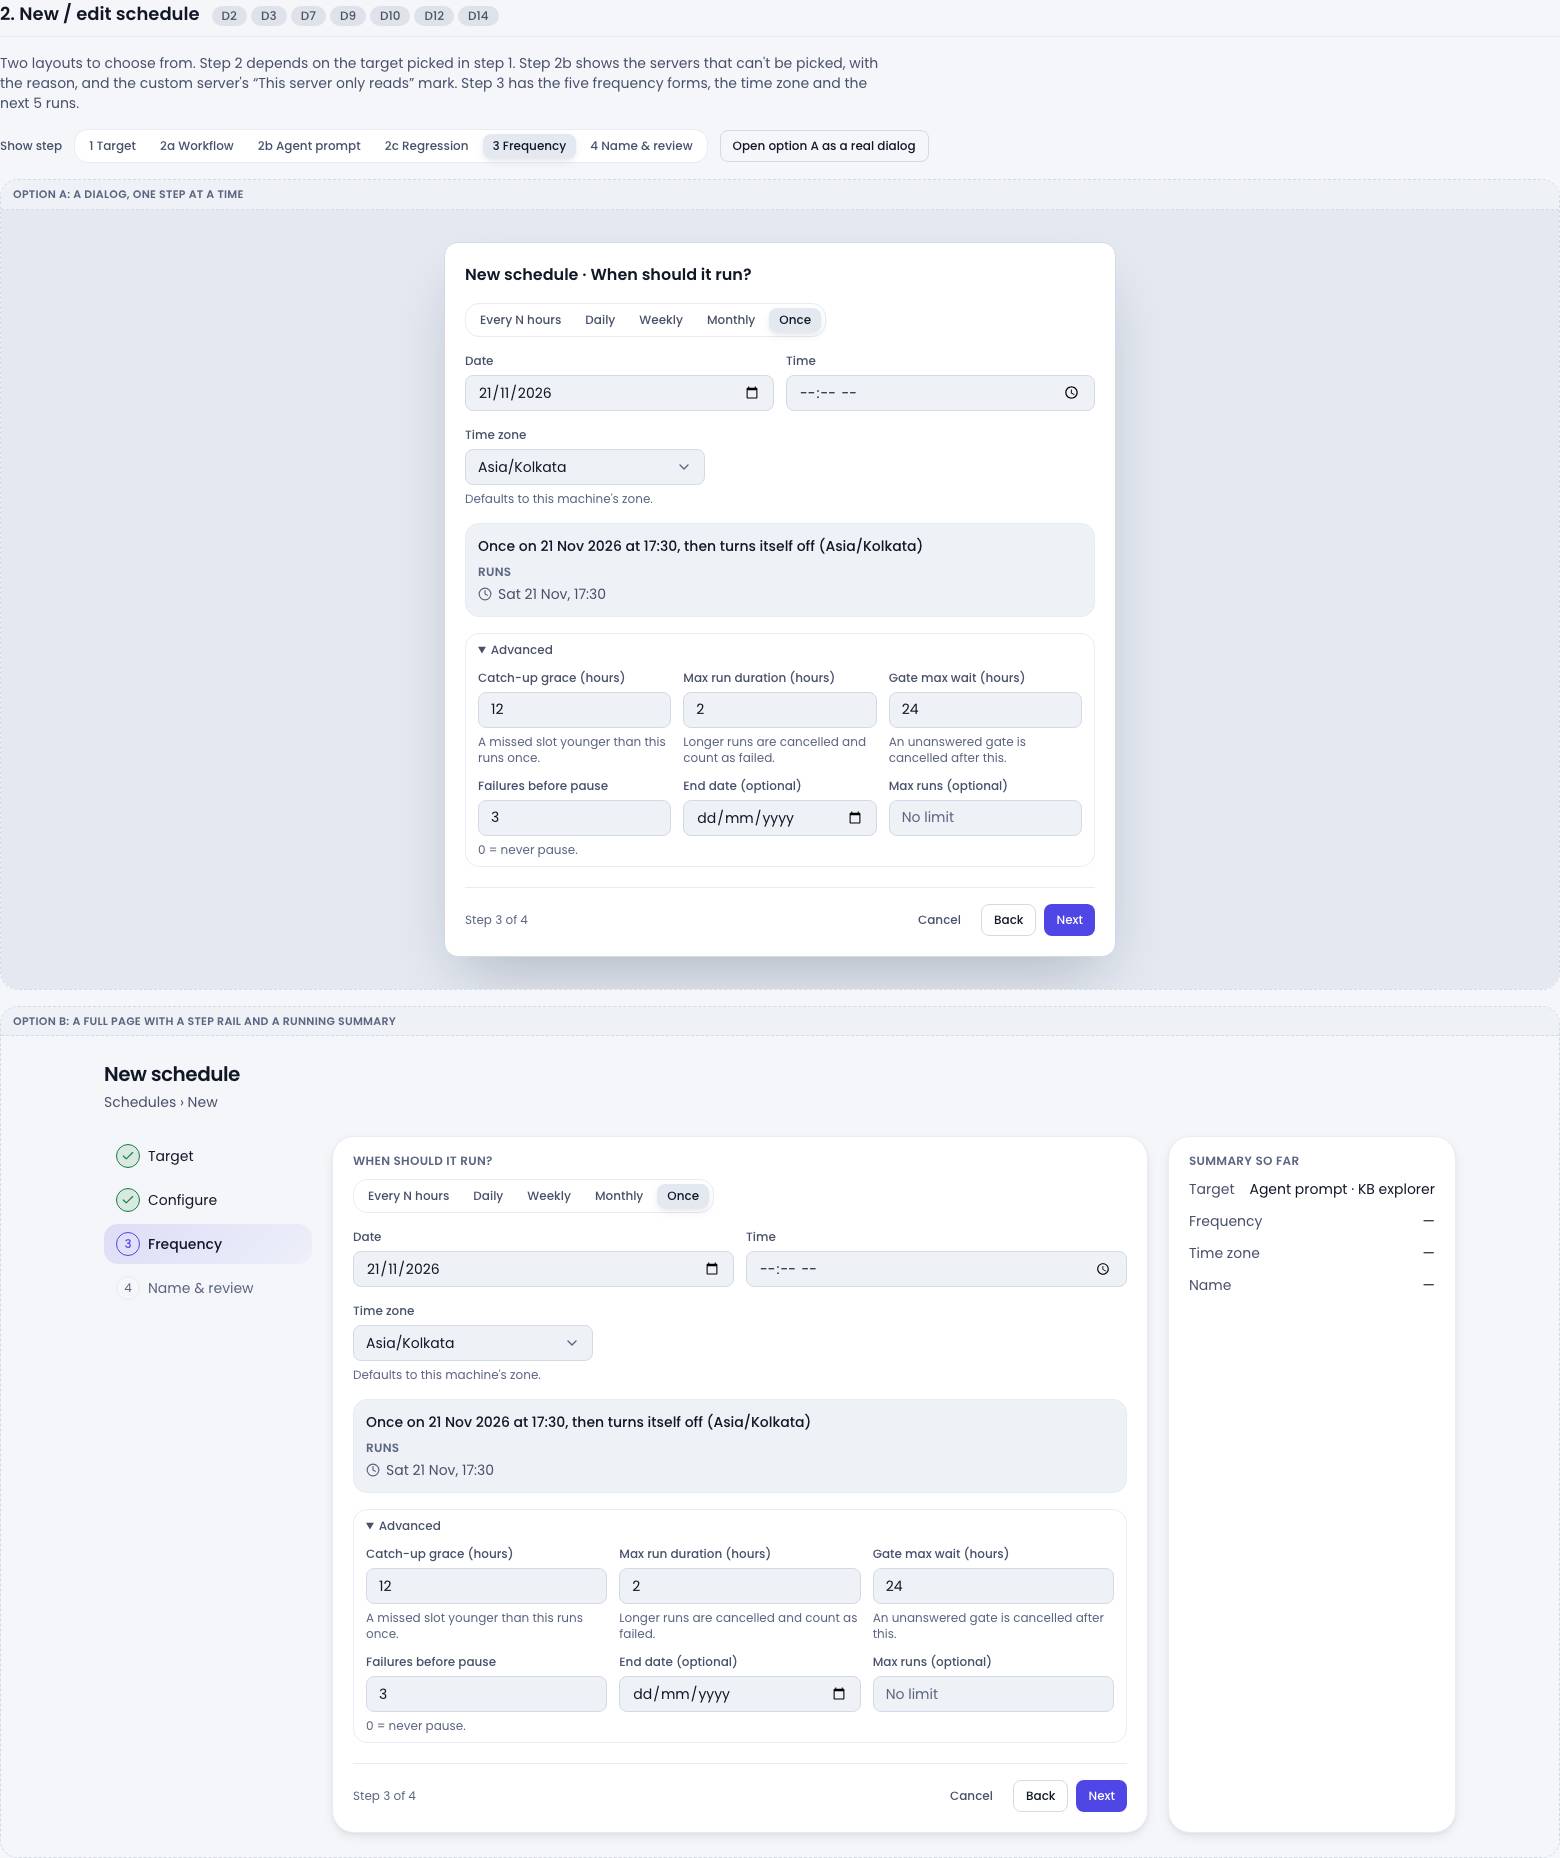 2. New / edit schedule D2 D3 D7 D9 D10 D12 D14
Two layouts to choose from. Step 2 depends on the target picked in step 1. Step 2b shows the servers that can't be picked, with
the reason, and the custom server's “This server only reads” mark. Step 3 has the five frequency forms, the time zone and the
next 5 runs.
Show step 1 Target 2a Workflow 2b Agent prompt 2c Regression 3 Frequency 4 Name & review Open option A as a real dialog
OPTION A: A DIALOG, ONE STEP AT A TIME
New schedule · When should it run?
Every N hours Daily Weekly Monthly Once
Date Time
21/11/2026 --:-- --
Time zone
Asia/Kolkata
Defaults to this machine's zone.
Once on 21 Nov 2026 at 17:30, then turns itself off (Asia/Kolkata)
RUNS
Sat 21 Nov, 17:30
▼ Advanced
Catch-up grace (hours) Max run duration (hours) Gate max wait (hours)
12 2 24
A missed slot younger than this Longer runs are cancelled and An unanswered gate is
runs once. count as failed. cancelled after this.
Failures before pause End date (optional) Max runs (optional)
3 dd/mm/yyyy No limit
0 = never pause.
Step 3 of 4 Cancel Back Next
OPTION B: A FULL PAGE WITH A STEP RAIL AND A RUNNING SUMMARY
New schedule
Schedules › New
Target
Configure
3 Frequency
4 Name & review
WHEN SHOULD IT RUN?
Every N hours Daily Weekly Monthly Once
Date Time
21/11/2026 --:-- --
Time zone
Asia/Kolkata
Defaults to this machine's zone.
Once on 21 Nov 2026 at 17:30, then turns itself off (Asia/Kolkata)
RUNS
Sat 21 Nov, 17:30
▼ Advanced
Catch-up grace (hours) Max run duration (hours) Gate max wait (hours)
12 2 24
A missed slot younger than this runs Longer runs are cancelled and count as An unanswered gate is cancelled after
once. failed. this.
Failures before pause End date (optional) Max runs (optional)
3 dd/mm/yyyy No limit
0 = never pause.
Step 3 of 4 Cancel Back Next
SUMMARY SO FAR
Target Agent prompt · KB explorer
Frequency —
Time zone —
Name —